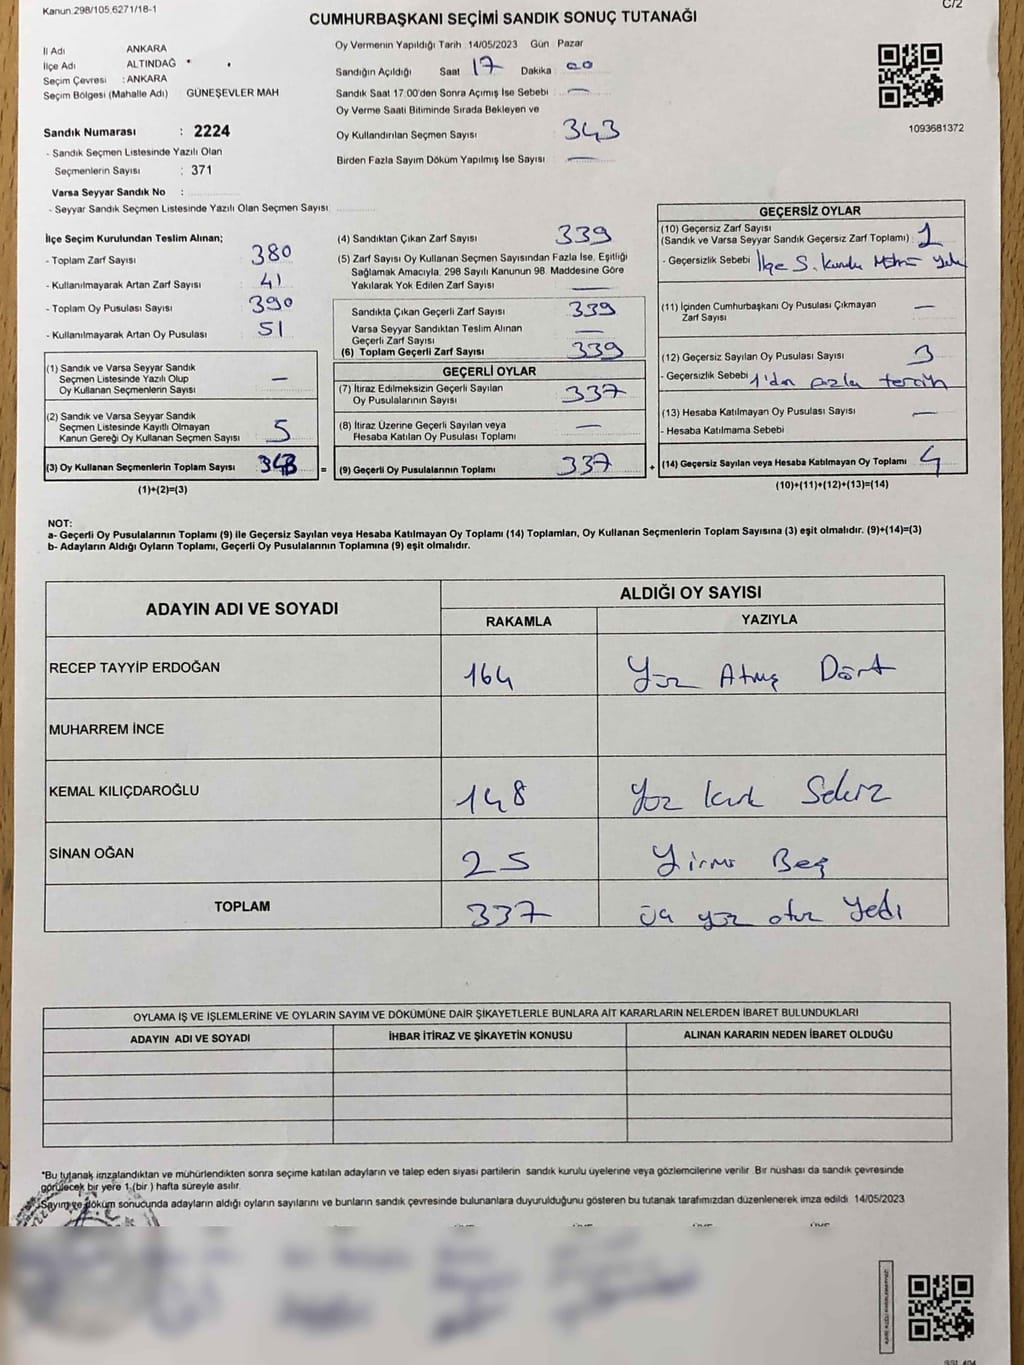 Kanun.298/105.6271/18-1
C/2
CUMHURBAŞKANI SEÇİMİ SANDIK SONUÇ TUTANAĞI
İl Adı ANKARA
İlçe Adı ALTINDAĞ
Seçim Çevresi : ANKARA
Seçim Bölgesi (Mahalle Adı) GÜNEŞEVLER MAH
Sandık Numarası : 2224
- Sandık Seçmen Listesinde Yazılı Olan
Seçmenlerin Sayısı : 371
Varsa Seyyar Sandık No :
- Seyyar Sandık Seçmen Listesinde Yazılı Olan Seçmen Sayısı
Oy Vermenin Yapıldığı Tarih 14/05/2023 Gün Pazar
Sandığın Açıldığı Saat 17 Dakika 00
Sandık Saat 17:00'den Sonra Açımış İse Sebebi —
Oy Verme Saati Bitiminde Sırada Bekleyen ve
Oy Kullandırılan Seçmen Sayısı 343
Birden Fazla Sayım Döküm Yapılmış İse Sayısı —
1093681372
İlçe Seçim Kurulundan Teslim Alınan;
- Toplam Zarf Sayısı 380
- Kullanılmayarak Artan Zarf Sayısı 41
- Toplam Oy Pusulası Sayısı 390
- Kullanılmayarak Artan Oy Pusulası 51
(1) Sandık ve Varsa Seyyar Sandık
Seçmen Listesinde Yazılı Olup
Oy Kullanan Seçmenlerin Sayısı —
(2) Sandık ve Varsa Seyyar Sandık
Seçmen Listesinde Kayıtlı Olmayan
Kanun Gereği Oy Kullanan Seçmen Sayısı 5
(3) Oy Kullanan Seçmenlerin Toplam Sayısı 343 =
(1)+(2)=(3)
(4) Sandıktan Çıkan Zarf Sayısı 339
(5) Zarf Sayısı Oy Kullanan Seçmen Sayısından Fazla İse, Eşitliği
Sağlamak Amacıyla, 298 Sayılı Kanunun 98. Maddesine Göre
Yakılarak Yok Edilen Zarf Sayısı —
Sandıkta Çıkan Geçerli Zarf Sayısı 339
Varsa Seyyar Sandıktan Teslim Alınan
Geçerli Zarf Sayısı —
(6) Toplam Geçerli Zarf Sayısı 339
GEÇERLİ OYLAR
(7) İtiraz Edilmeksizin Geçerli Sayılan
Oy Pusulalarının Sayısı 337
(8) İtiraz Üzerine Geçerli Sayılan veya
Hesaba Katılan Oy Pusulası Toplamı —
(9) Geçerli Oy Pusulalarının Toplamı 337 +
GEÇERSİZ OYLAR
(10) Geçersiz Zarf Sayısı
(Sandık ve Varsa Seyyar Sandık Geçersiz Zarf Toplamı) : 1
- Geçersizlik Sebebi İlçe S. Kurulu Mührü Yok
(11) İçinden Cumhurbaşkanı Oy Pusulası Çıkmayan
Zarf Sayısı —
(12) Geçersiz Sayılan Oy Pusulası Sayısı 3
- Geçersizlik Sebebi 1'den fazla tercih
(13) Hesaba Katılmayan Oy Pusulası Sayısı —
- Hesaba Katılmama Sebebi
(14) Geçersiz Sayılan veya Hesaba Katılmayan Oy Toplamı 4
(10)+(11)+(12)+(13)=(14)
NOT:
a- Geçerli Oy Pusulalarının Toplamı (9) ile Geçersiz Sayılan veya Hesaba Katılmayan Oy Toplamı (14) Toplamları, Oy Kullanan Seçmenlerin Toplam Sayısına (3) eşit olmalıdır. (9)+(14)=(3)
b- Adayların Aldığı Oyların Toplamı, Geçerli Oy Pusulalarının Toplamına (9) eşit olmalıdır.
ADAYIN ADI VE SOYADI
ALDIĞI OY SAYISI
RAKAMLA YAZIYLA
RECEP TAYYİP ERDOĞAN 164 Yüz Atmış Dört
MUHARREM İNCE
KEMAL KILIÇDAROĞLU 148 Yüz kırk Sekiz
SİNAN OĞAN 25 Yirmi Beş
TOPLAM 337 üç yüz otuz Yedi
OYLAMA İŞ VE İŞLEMLERİNE VE OYLARIN SAYIM VE DÖKÜMÜNE DAİR ŞİKAYETLERLE BUNLARA AİT KARARLARIN NELERDEN İBARET BULUNDUKLARI
ADAYIN ADI VE SOYADI İHBAR İTİRAZ VE ŞİKAYETİN KONUSU ALINAN KARARIN NEDEN İBARET OLDUĞU
*Bu tutanak imzalandıktan ve mühürlendikten sonra seçime katılan adayların ve talep eden siyasi partilerin sandık kurulu üyelerine veya gözlemcilerine verilir. Bir nüshası da sandık çevresinde
görülecek bir yere 1 (bir) hafta süreyle asılır.
Sayım ve döküm sonucunda adayların aldığı oyların sayılarını ve bunların sandık çevresinde bulunanlara duyurulduğunu gösteren bu tutanak tarafımızdan düzenlenerek imza edildi. 14/05/2023